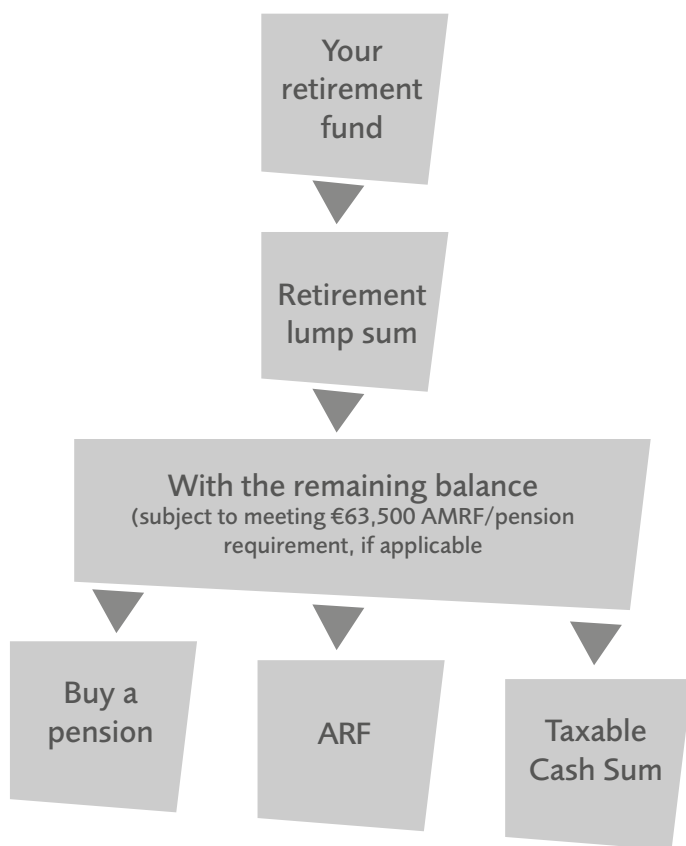 Your
retirement
fund
Retirement
lump sum
With the remaining balance
(subject to meeting €63,500 AMRF/pension
requirement, if applicable
Buy a
pension
ARF
Taxable
Cash Sum